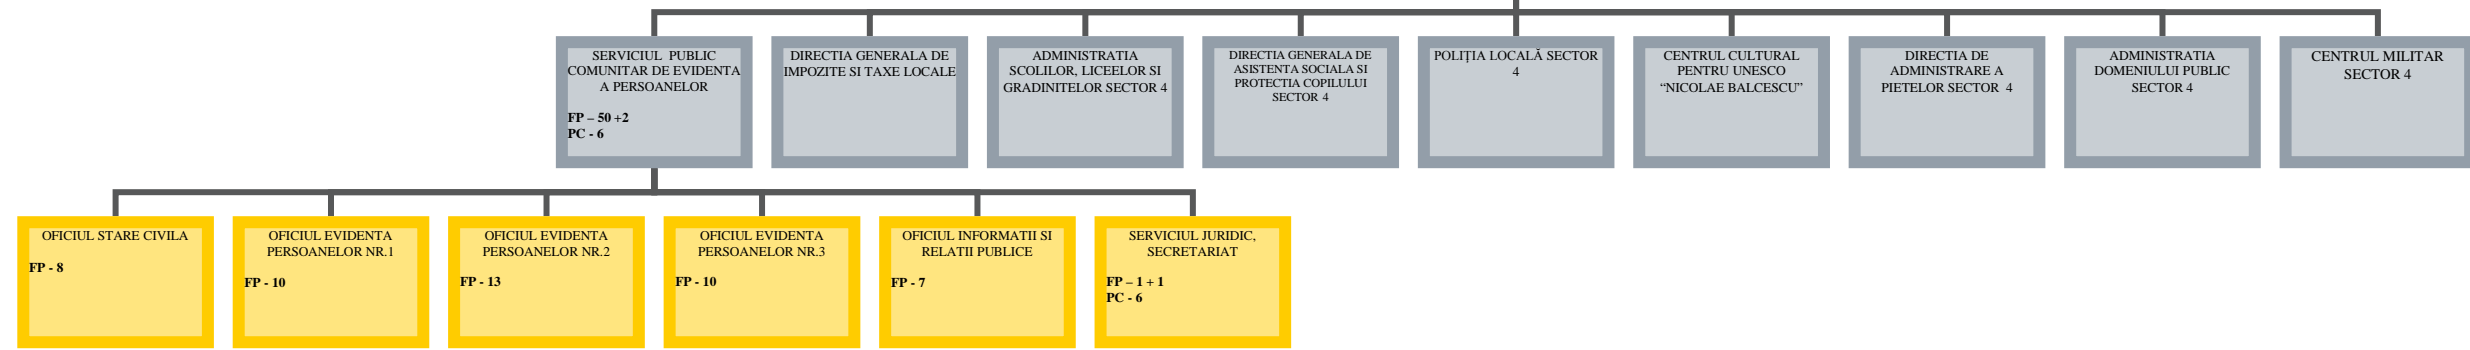 SERVICIUL PUBLIC
COMUNITAR DE EVIDENTA
A PERSOANELOR
FP – 50 +2
PC - 6
DIRECTIA GENERALA DE
IMPOZITE SI TAXE LOCALE
ADMINISTRATIA
SCOLILOR, LICEELOR SI
GRADINITELOR SECTOR 4
DIRECTIA GENERALA DE
ASISTENTA SOCIALA SI
PROTECTIA COPILULUI
SECTOR 4
POLIȚIA LOCALĂ SECTOR
4
CENTRUL CULTURAL
PENTRU UNESCO
“NICOLAE BALCESCU”
DIRECTIA DE
ADMINISTRARE A
PIETELOR SECTOR 4
ADMINISTRATIA
DOMENIULUI PUBLIC
SECTOR 4
CENTRUL MILITAR
SECTOR 4
OFICIUL STARE CIVILA
FP - 8
OFICIUL EVIDENTA
PERSOANELOR NR.1
FP - 10
OFICIUL EVIDENTA
PERSOANELOR NR.2
FP - 13
OFICIUL EVIDENTA
PERSOANELOR NR.3
FP - 10
OFICIUL INFORMATII SI
RELATII PUBLICE
FP - 7
SERVICIUL JURIDIC,
SECRETARIAT
FP – 1 + 1
PC - 6